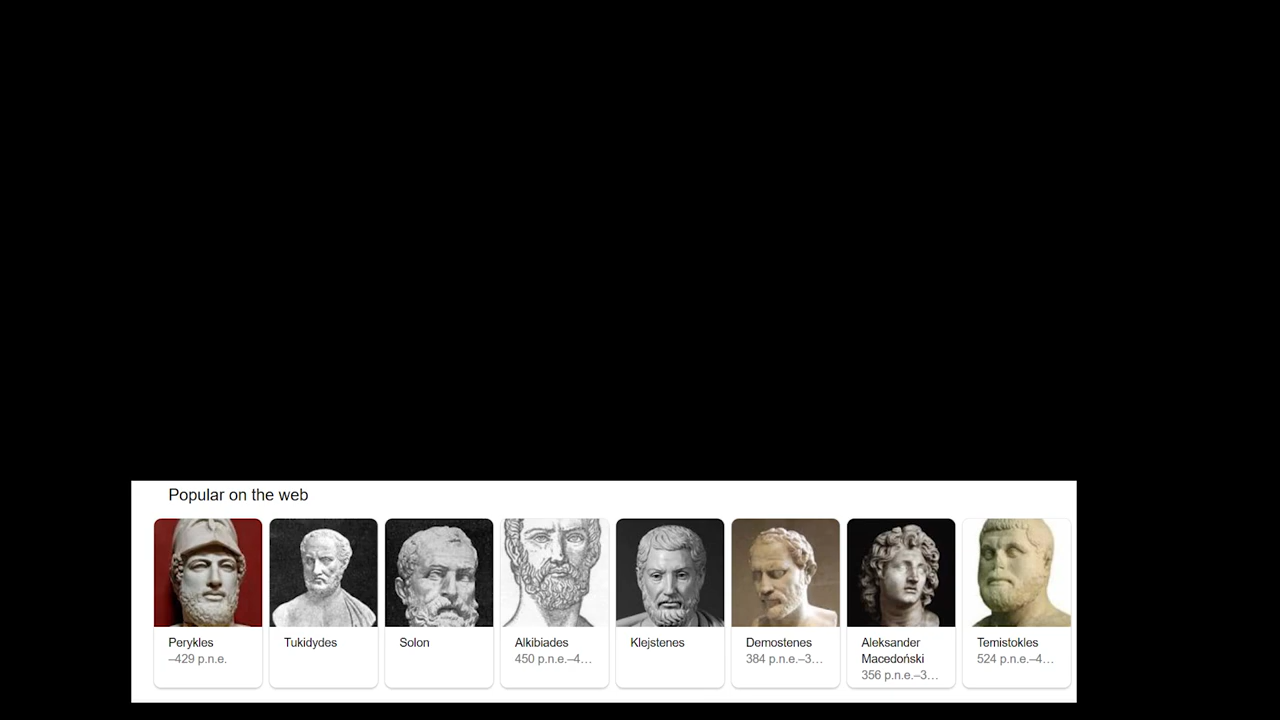 Popular on the web
Perykles
–429 p.n.e.
Tukidydes
Solon
Alkibiades
450 p.n.e.–4…
Klejstenes
Demostenes
384 p.n.e.–3…
Aleksander
Macedoński
356 p.n.e.–3…
Temistokles
524 p.n.e.–4…